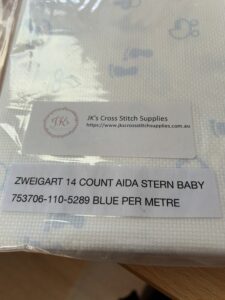 JK's
JK's Cross Stitch Supplies
https://www.jkscrossstitchsupplies.com.au
ZWEIGART 14 COUNT AIDA STERN BABY
753706-110-5289 BLUE PER METRE